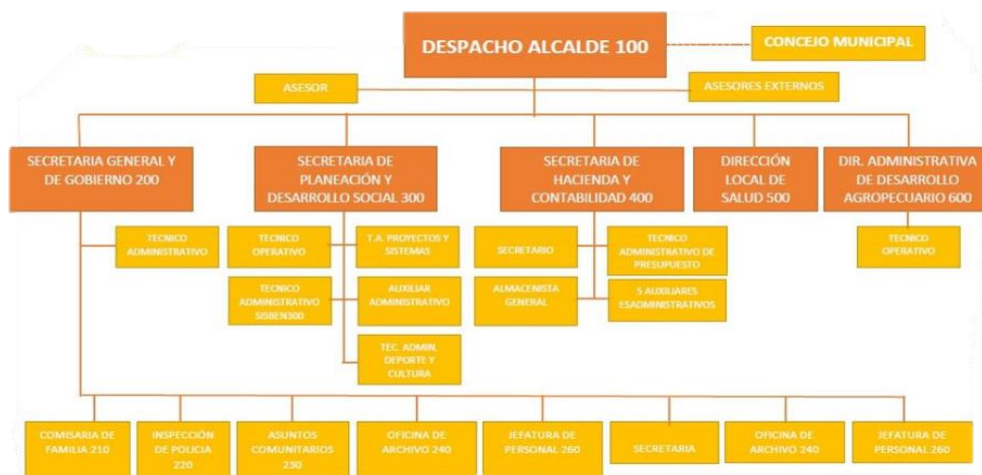 DESPACHO ALCALDE 100
CONCEJO MUNICIPAL
ASESOR
ASESORES EXTERNOS
SECRETARIA GENERAL Y
DE GOBIERNO 200
SECRETARIA DE
PLANEACIÓN Y
DESARROLLO SOCIAL 300
SECRETARIA DE
HACIENDA Y
CONTABILIDAD 400
DIRECCIÓN
LOCAL DE
SALUD 500
DIR. ADMINISTRATIVA
DE DESARROLLO
AGROPECUARIO 600
TECNICO
ADMINISTRATIVO
TECNICO
OPERATIVO
T.A. PROYECTOS Y
SISTEMAS
SECRETARIO
TECNICO
ADMINISTRATIVO DE
PRESUPUESTO
TECNICO
OPERATIVO
TECNICO
ADMINISTRATIVO
SISBEN300
AUXILIAR
ADMINISTRATIVO
ALMACENISTA
GENERAL
5 AUXILIARES
ESADMINISTRATIVOS
TEC. ADMIN,
DEPORTE Y
CULTURA
COMISARIA DE
FAMILIA 210
INSPECCIÓN
DE POLICIA
220
ASUNTOS
COMUNITARIOS
230
OFICINA DE
ARCHIVO 240
JEFATURA DE
PERSONAL 260
SECRETARIA
OFICINA DE
ARCHIVO 240
JEFATURA DE
PERSONAL 260